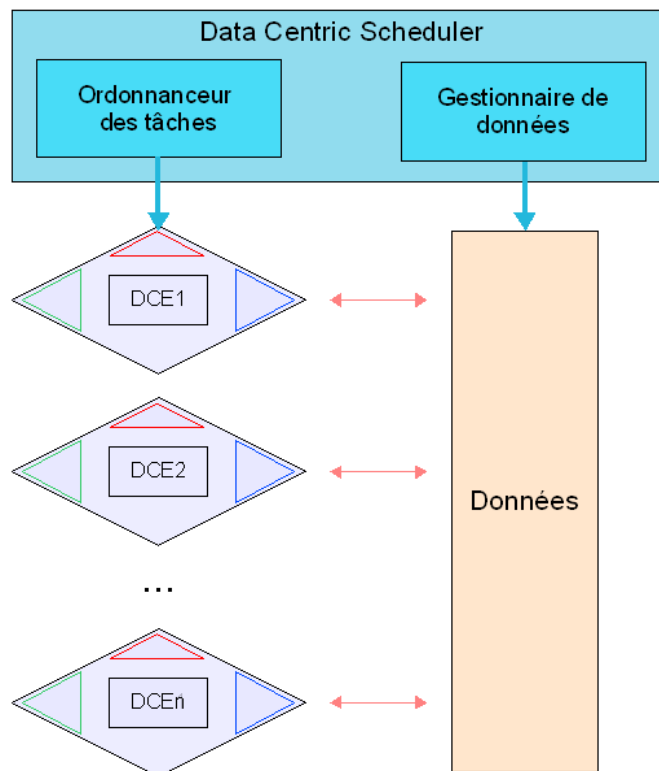 Data Centric Scheduler
Ordonnanceur
des tâches
Gestionnaire de
données
DCE1
DCE2
Données
...
DCEn